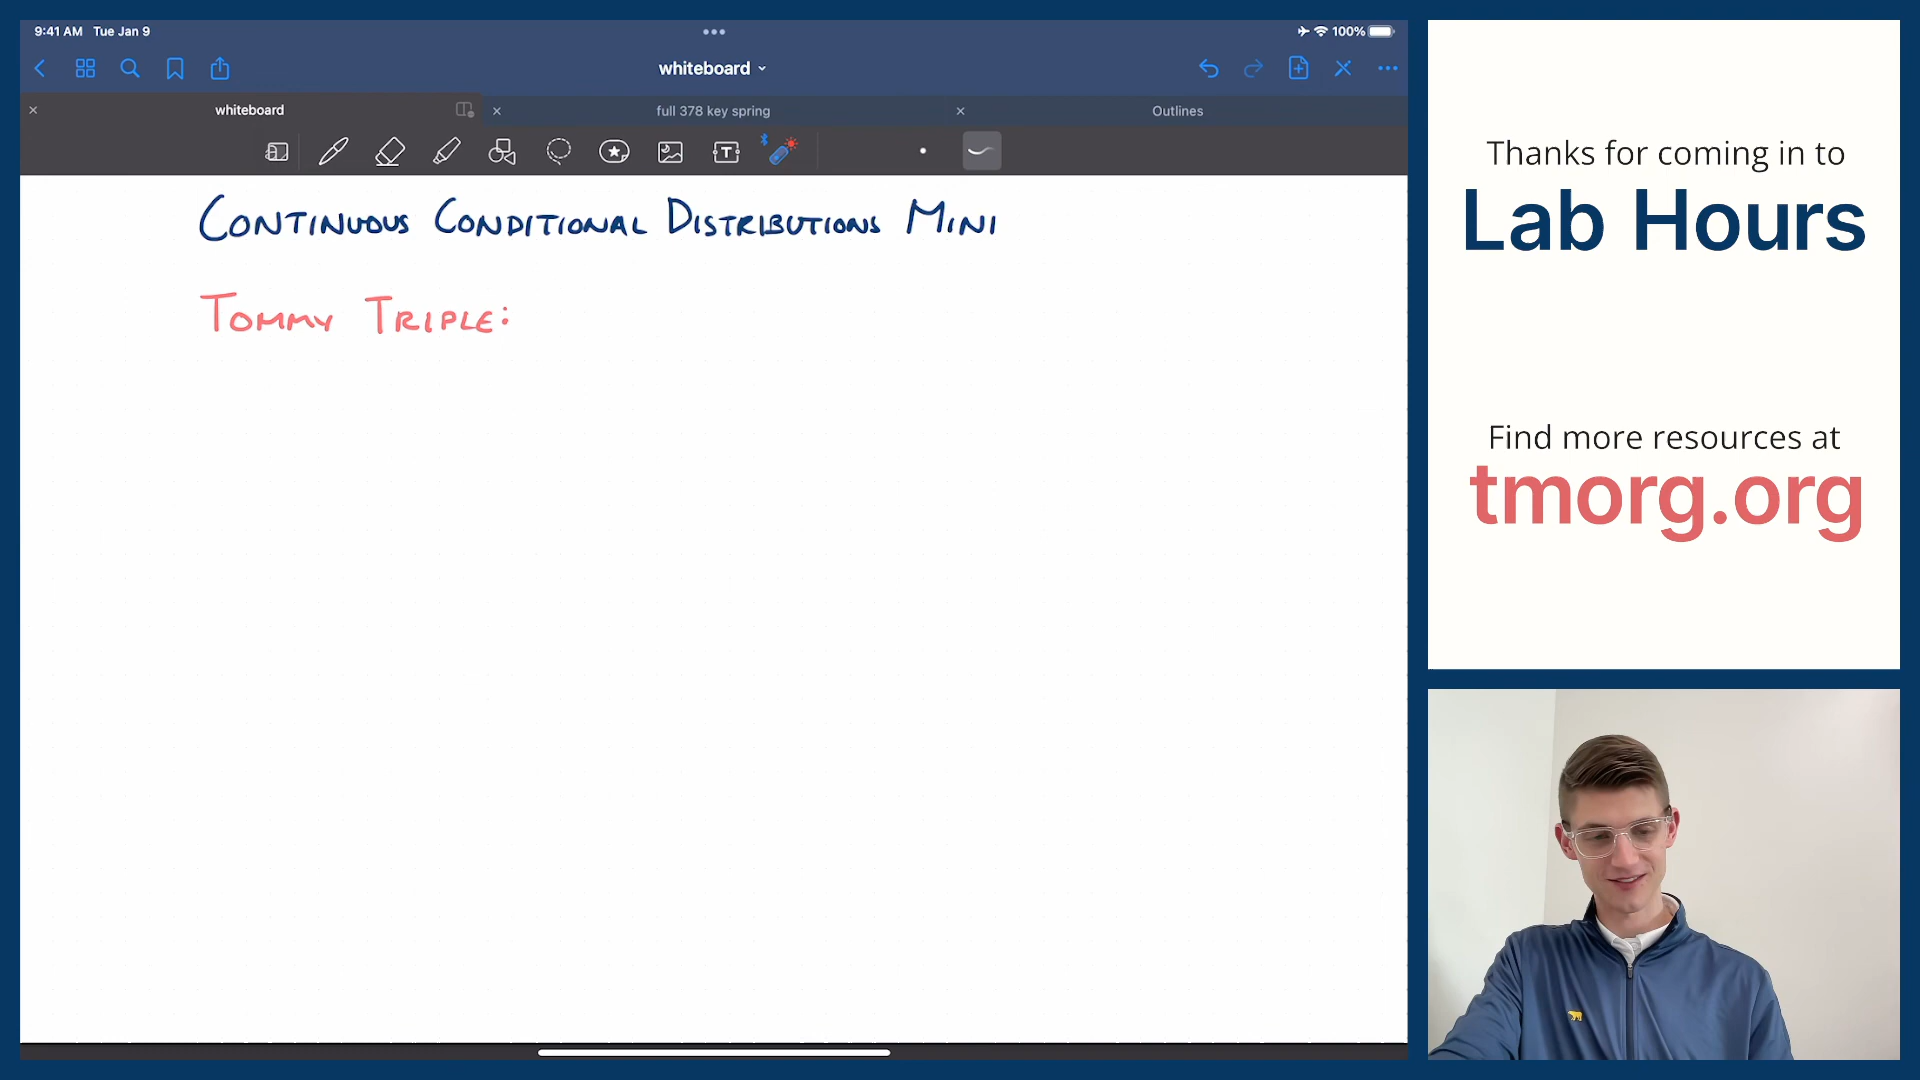 9:41 AM Tue Jan 9
100%
whiteboard
whiteboard
full 378 key spring
Outlines
T
CONTINUOUS CONDITIONAL DISTRIBUTIONS MINI
TOMMY TRIPLE:
Thanks for coming in to
Lab Hours
Find more resources at
tmorg.org